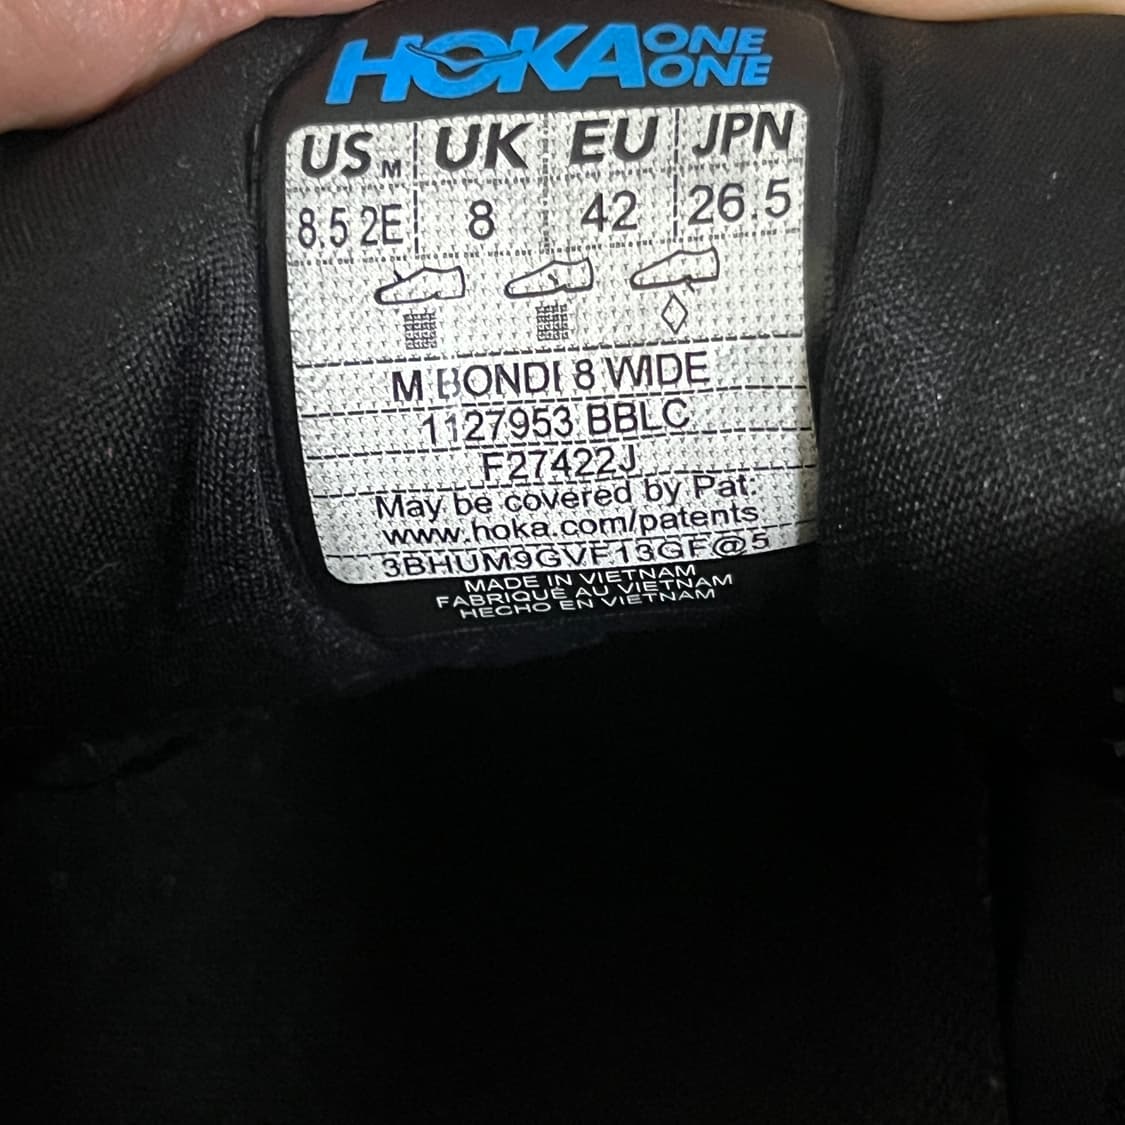 HOKA ONE ONE
US M UK EU JPN
8.5 2E 8 42 26.5
M BONDI 8 WIDE
1127953 BBLC
F27422J
May be covered by Pat:
www.hoka.com/patents
3BHUM9GVF13GF@5
MADE IN VIETNAM
FABRIQUÉ AU VIETNAM
HECHO EN VIETNAM